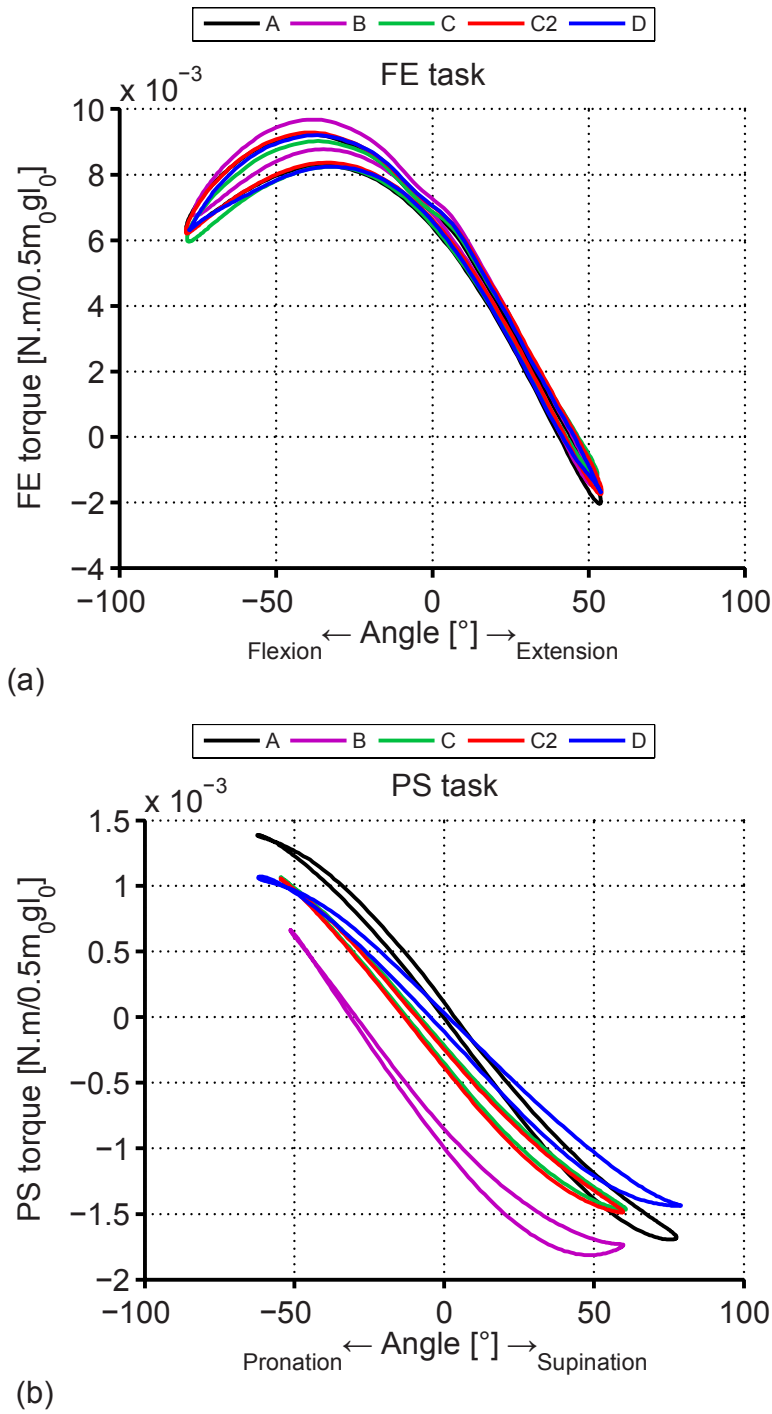 A B C C2 D
FE task
x 10⁻³
10
8
6
4
2
0
−2
−4
FE torque [N.m/0.5m₀gl₀]
−100 −50 0 50 100
Flexion ← Angle [°] → Extension
(a)
A B C C2 D
PS task
x 10⁻³
1.5
1
0.5
0
−0.5
−1
−1.5
−2
PS torque [N.m/0.5m₀gl₀]
−100 −50 0 50 100
Pronation ← Angle [°] → Supination
(b)